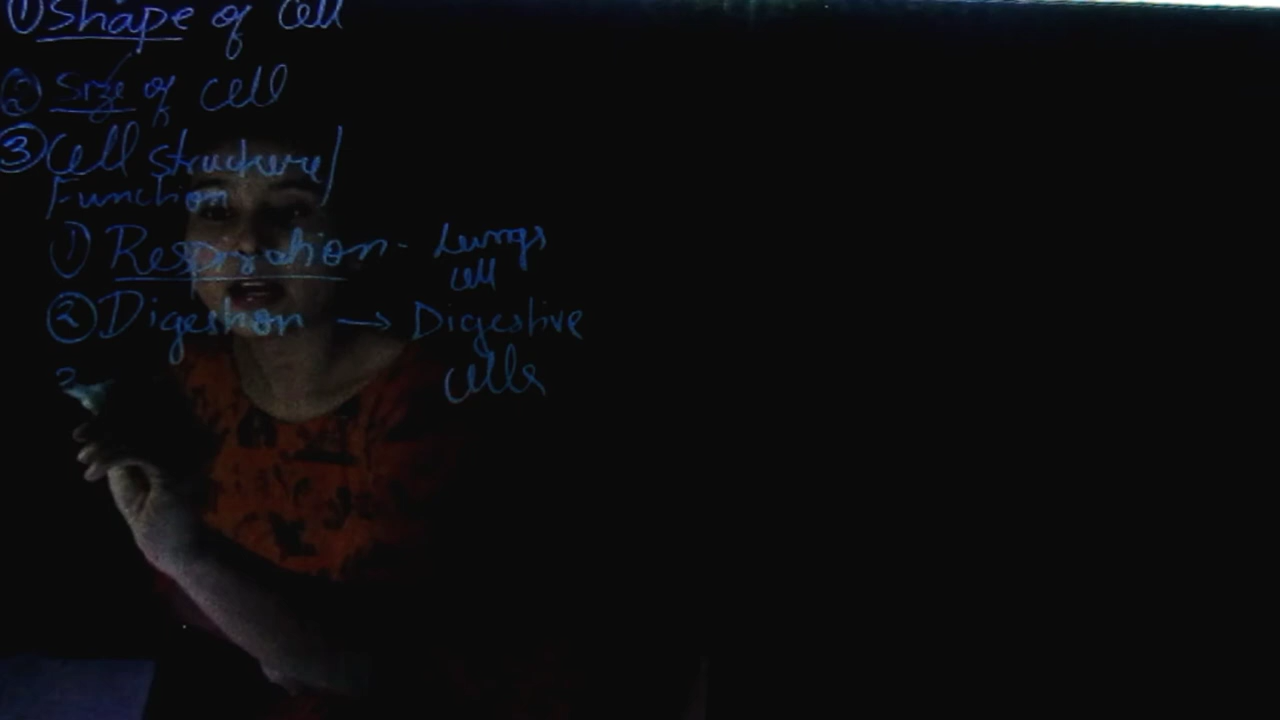 ① Shape of Cell
② Size of cell
③ Cell structure/
Function
① Respiration - Lungs
cell
② Digestion → Digestive
cells
3